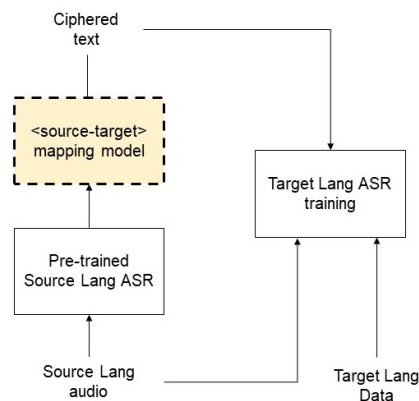 Ciphered
text
<source-target>
mapping model
Target Lang ASR
training
Pre-trained
Source Lang ASR
Source Lang
audio
Target Lang
Data